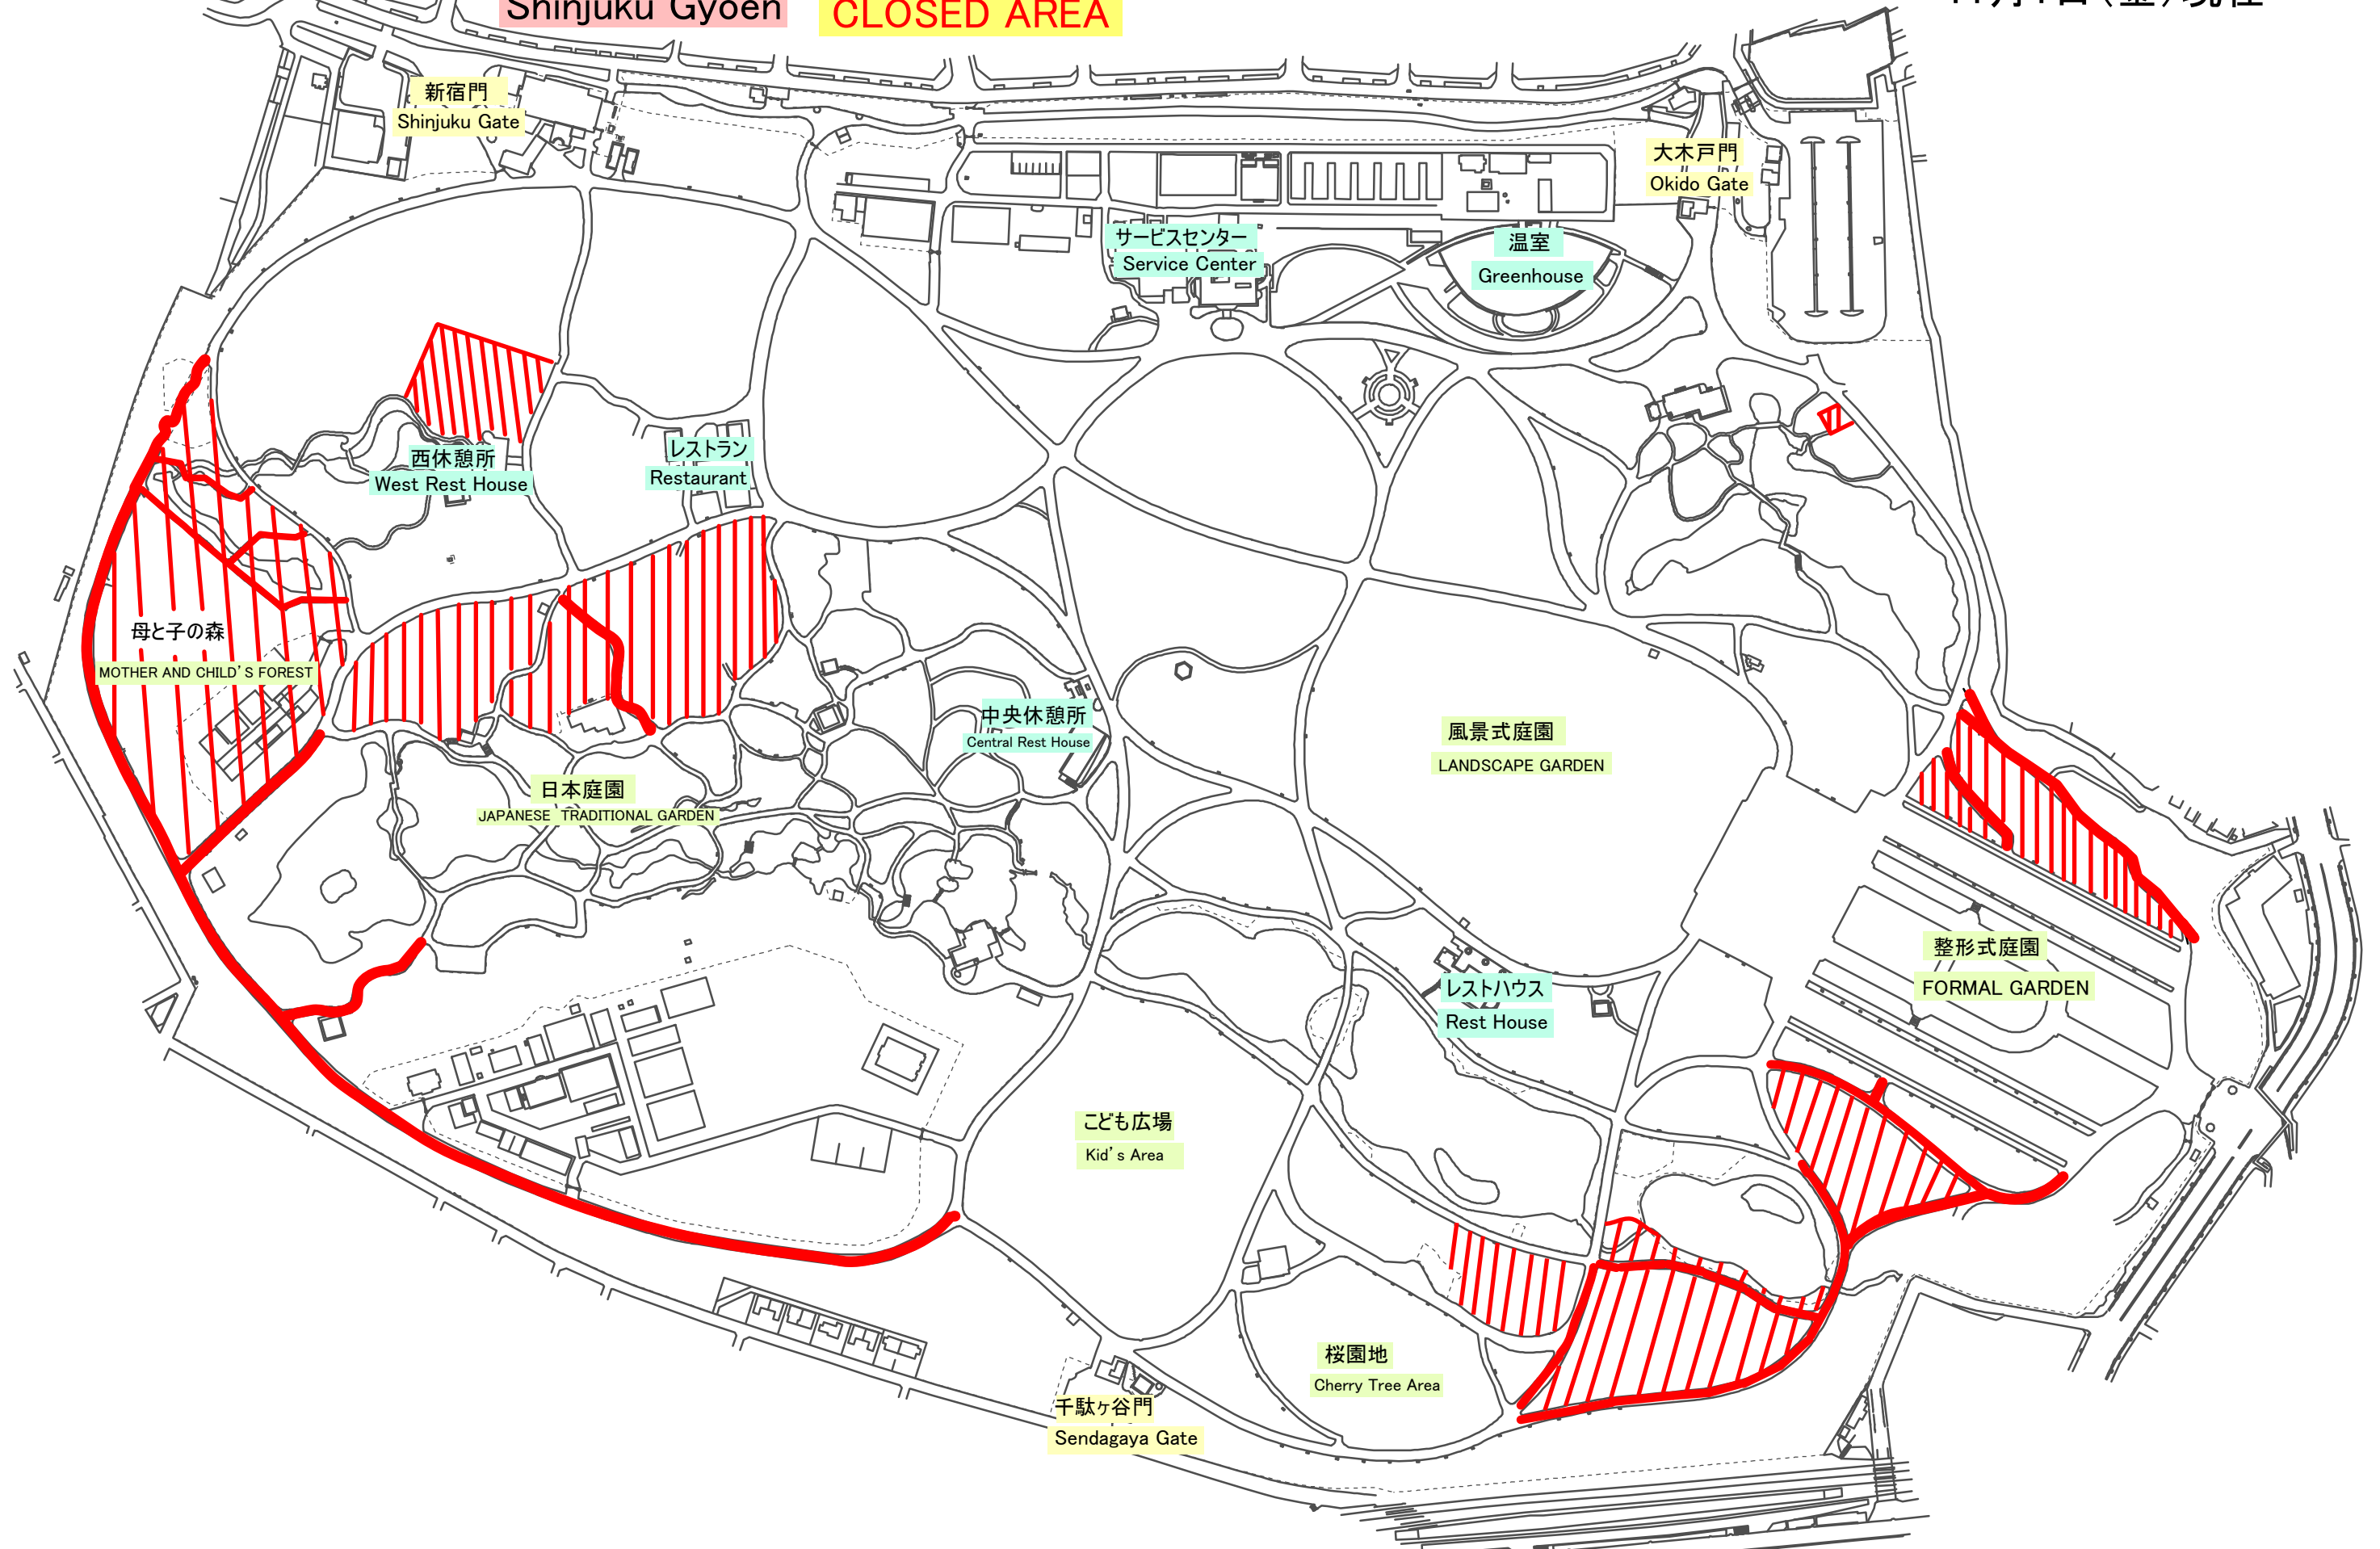 Shinjuku Gyoen
CLOSED AREA
新宿門
Shinjuku Gate
大木戸門
Okido Gate
サービスセンター
Service Center
温室
Greenhouse
西休憩所
West Rest House
レストラン
Restaurant
母と子の森
MOTHER AND CHILD'S FOREST
中央休憩所
Central Rest House
風景式庭園
LANDSCAPE GARDEN
日本庭園
JAPANESE TRADITIONAL GARDEN
整形式庭園
FORMAL GARDEN
レストハウス
Rest House
こども広場
Kid's Area
桜園地
Cherry Tree Area
千駄ヶ谷門
Sendagaya Gate